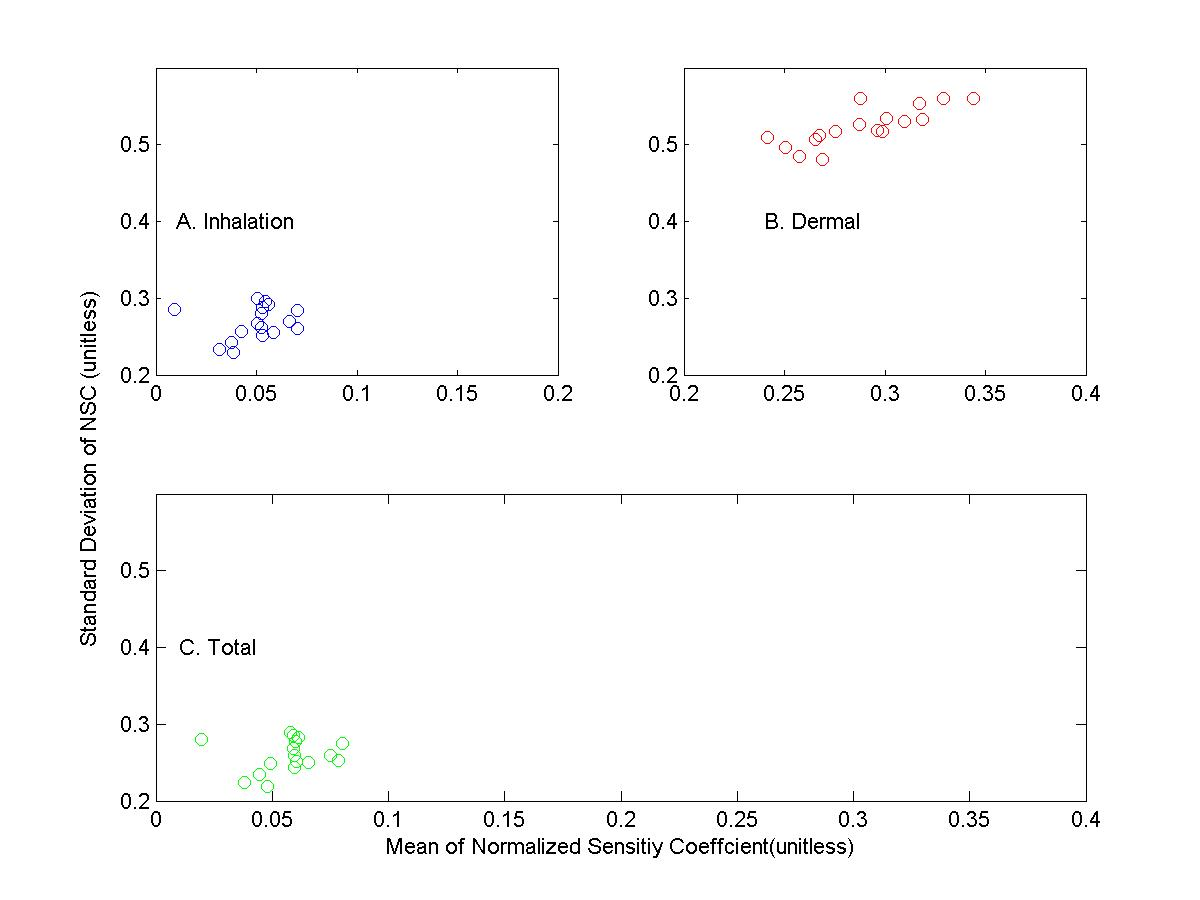 0.5
0.4
0.3
0.2
A. Inhalation
0 0.05 0.1 0.15 0.2
0.5
0.4
0.3
0.2
B. Dermal
0.2 0.25 0.3 0.35 0.4
Standard Deviation of NSC (unitless)
0.5
0.4
0.3
0.2
C. Total
0 0.05 0.1 0.15 0.2 0.25 0.3 0.35 0.4
Mean of Normalized Sensitiy Coeffcient(unitless)